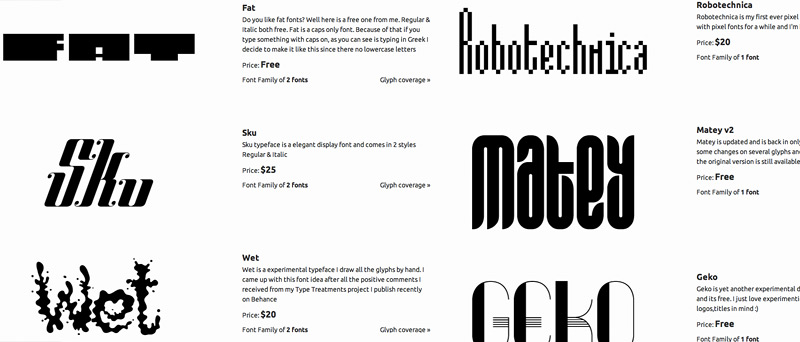 FAT
Fat
Do you like fat fonts? Well here is a free one from me. Regular &
Italic both free. Fat is a caps only font. Because of that if you
type something with caps on, as you can see is typing in Greek I
decide to make it like this since there no lowercase letters
Price: Free
Font Family of 2 fonts Glyph coverage »
Robotechnica
Robotechnica
Robotechnica is my first ever pixel
with pixel fonts for a while and I'm
Price: $20
Font Family of 1 font
Sku
Sku
Sku typeface is a elegant display font and comes in 2 styles
Regular & Italic
Price: $25
Font Family of 2 fonts Glyph coverage »
Matey
Matey v2
Matey is updated and is back in only
some changes on several glyphs and
the original version is still available
Price: Free
Font Family of 1 font
Wet
Wet
Wet is a experimental typeface I draw all the glyphs by hand. I
came up with this font idea after all the positive comments I
received from my Type Treatments project I publish recently
on Behance
Price: $20
Font Family of 2 fonts Glyph coverage »
GEKO
Geko
Geko is yet another experimental d
and its free. I just love experimenti
logos,titles in mind :)
Price: Free
Font Family of 1 font